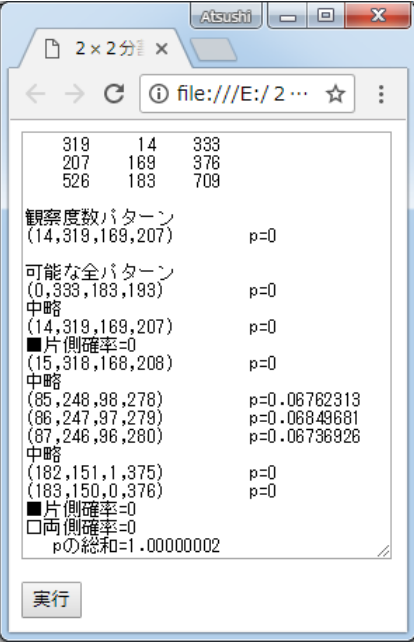 Atsushi
2×2分
file:///E:/2…
319 14 333
207 169 376
526 183 709
観察度数パターン
(14,319,169,207) p=0
可能な全パターン
(0,333,183,193) p=0
中略
(14,319,169,207) p=0
■片側確率=0
(15,318,168,208) p=0
中略
(85,248,98,278) p=0.06762313
(86,247,97,279) p=0.06849681
(87,246,96,280) p=0.06736926
中略
(182,151,1,375) p=0
(183,150,0,376) p=0
■片側確率=0
□両側確率=0
pの総和=1.00000002
実行